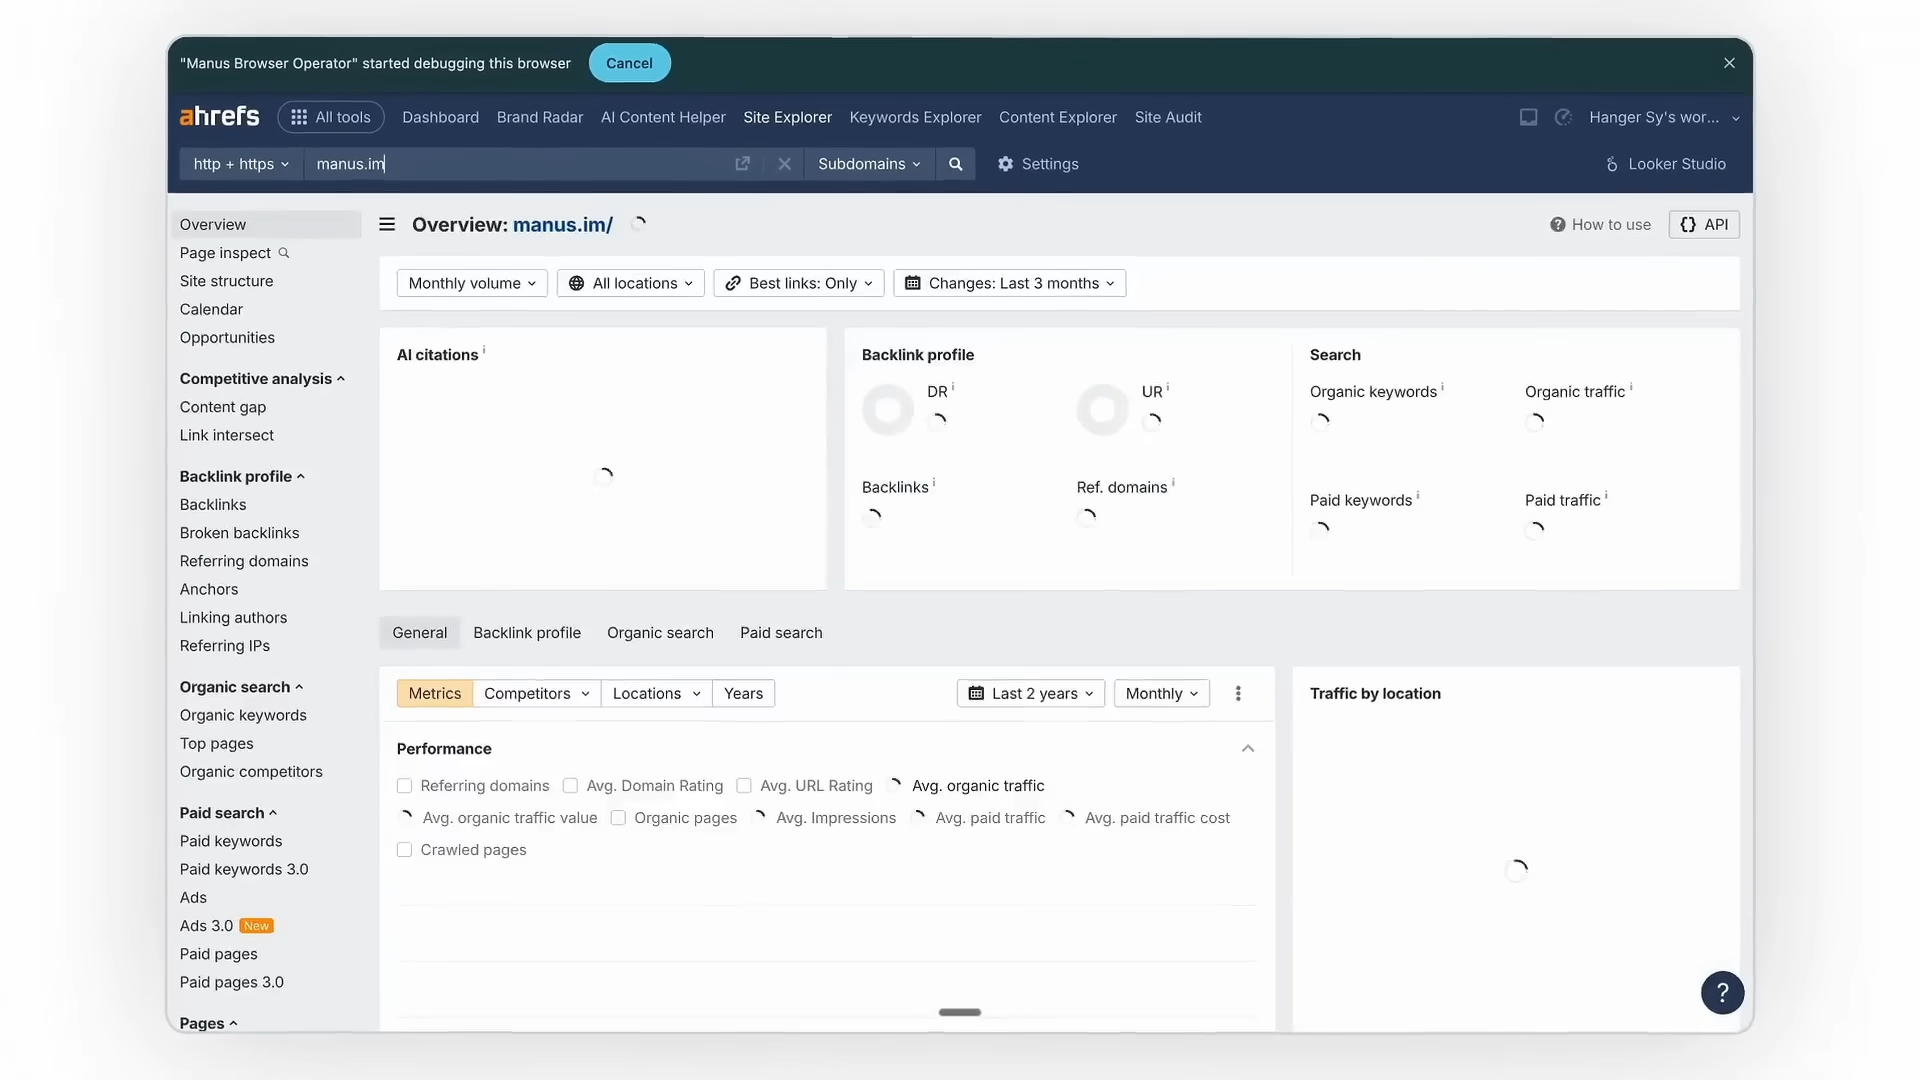 "Manus Browser Operator" started debugging this browser
Cancel
ahrefs
All tools
Dashboard
Brand Radar
AI Content Helper
Site Explorer
Keywords Explorer
Content Explorer
Site Audit
Hanger Sy's wor...
http + https
manus.im
Subdomains
Settings
Looker Studio
Overview
Page inspect
Site structure
Calendar
Opportunities
Competitive analysis
Content gap
Link intersect
Backlink profile
Backlinks
Broken backlinks
Referring domains
Anchors
Linking authors
Referring IPs
Organic search
Organic keywords
Top pages
Organic competitors
Paid search
Paid keywords
Paid keywords 3.0
Ads
Ads 3.0 New
Paid pages
Paid pages 3.0
Pages
Overview: manus.im/
? How to use
{} API
Monthly volume
All locations
Best links: Only
Changes: Last 3 months
AI citations i
Backlink profile
DR i
UR i
Backlinks i
Ref. domains i
Search
Organic keywords i
Organic traffic i
Paid keywords i
Paid traffic i
General
Backlink profile
Organic search
Paid search
Metrics
Competitors
Locations
Years
Last 2 years
Monthly
Performance
Referring domains
Avg. Domain Rating
Avg. URL Rating
Avg. organic traffic
Avg. organic traffic value
Organic pages
Avg. Impressions
Avg. paid traffic
Avg. paid traffic cost
Crawled pages
Traffic by location
?